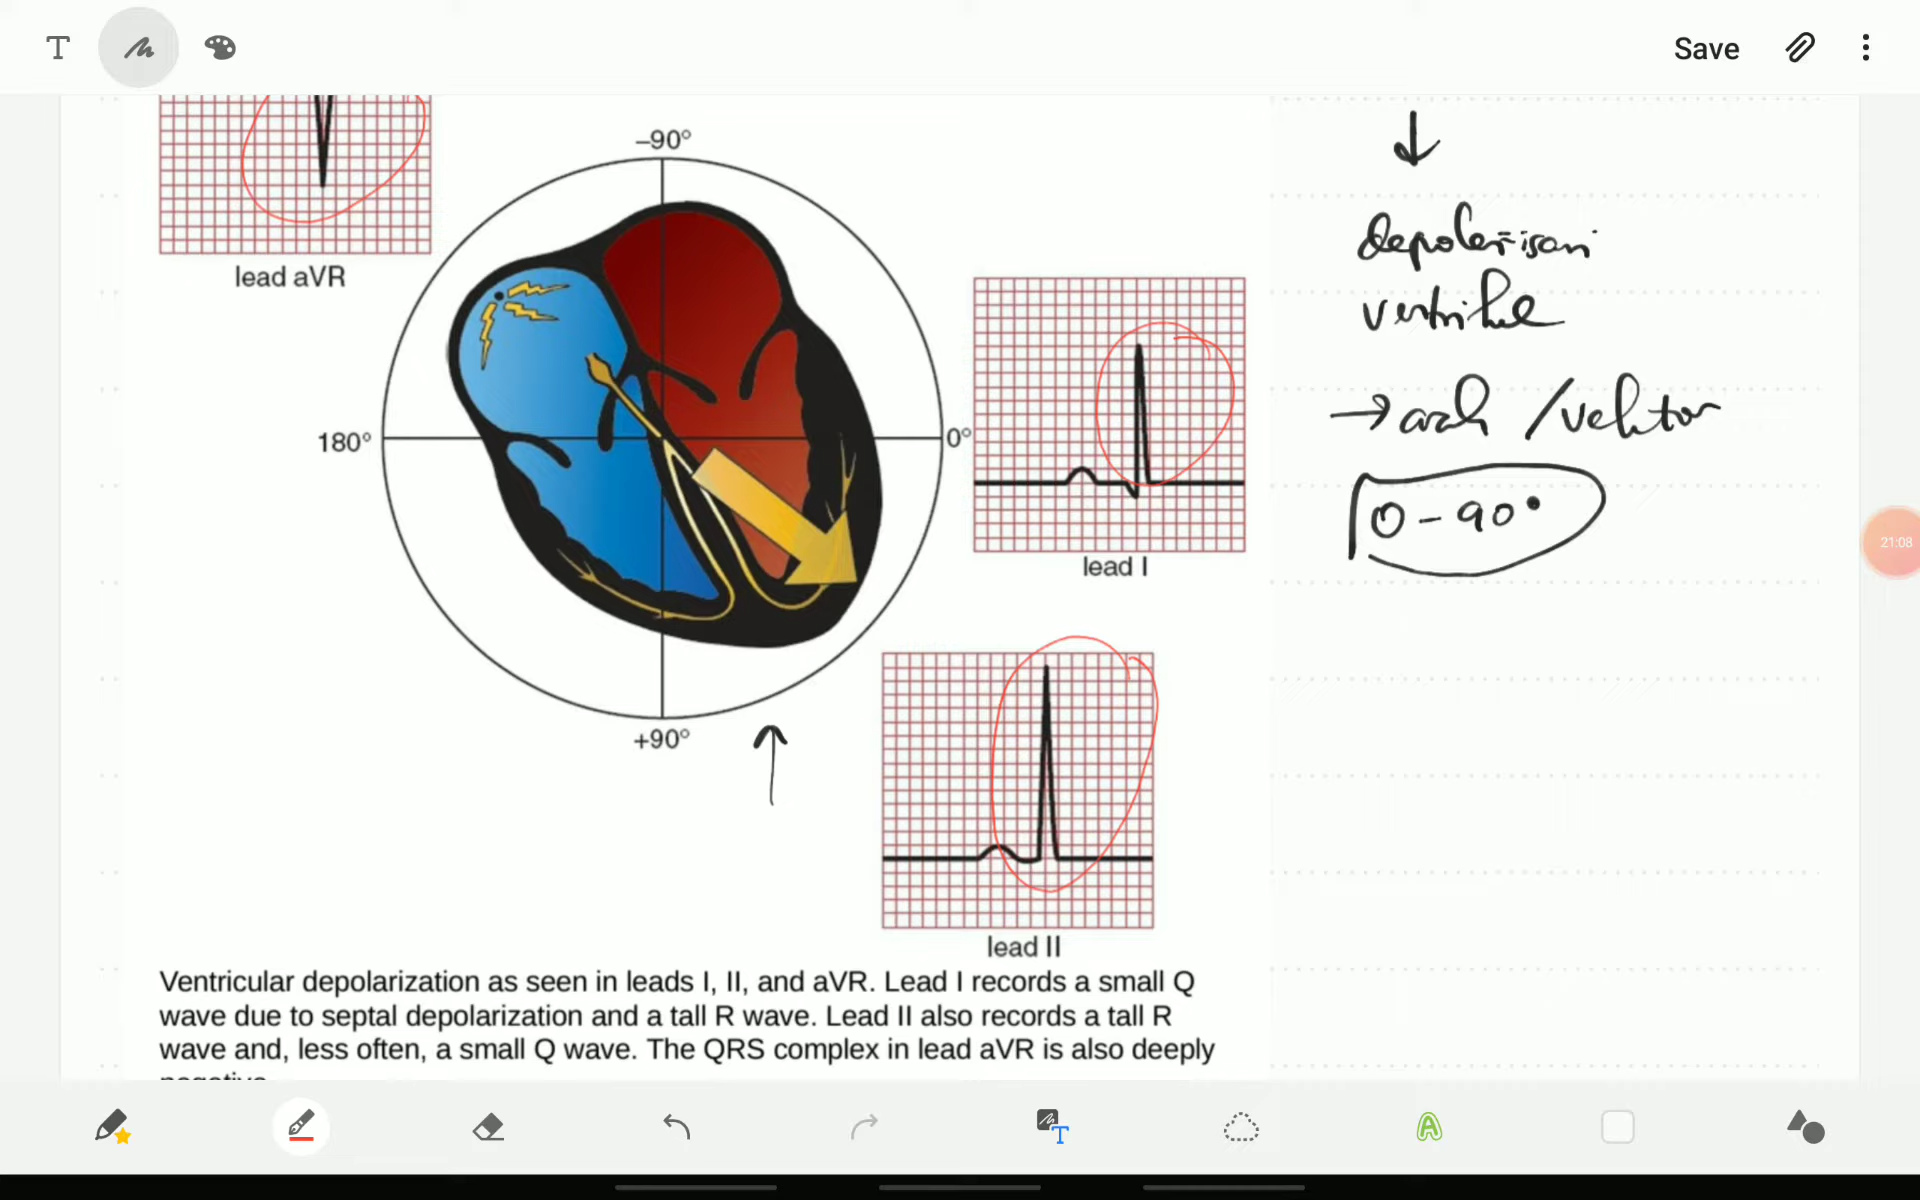 T
Save
−90°
lead aVR
180°
0°
lead I
+90°
lead II
↓
depolarisasi
ventrikel
→ arah / vektor
0 - 90°
21:08
Ventricular depolarization as seen in leads I, II, and aVR. Lead I records a small Q
wave due to septal depolarization and a tall R wave. Lead II also records a tall R
wave and, less often, a small Q wave. The QRS complex in lead aVR is also deeply
negative.
T
A